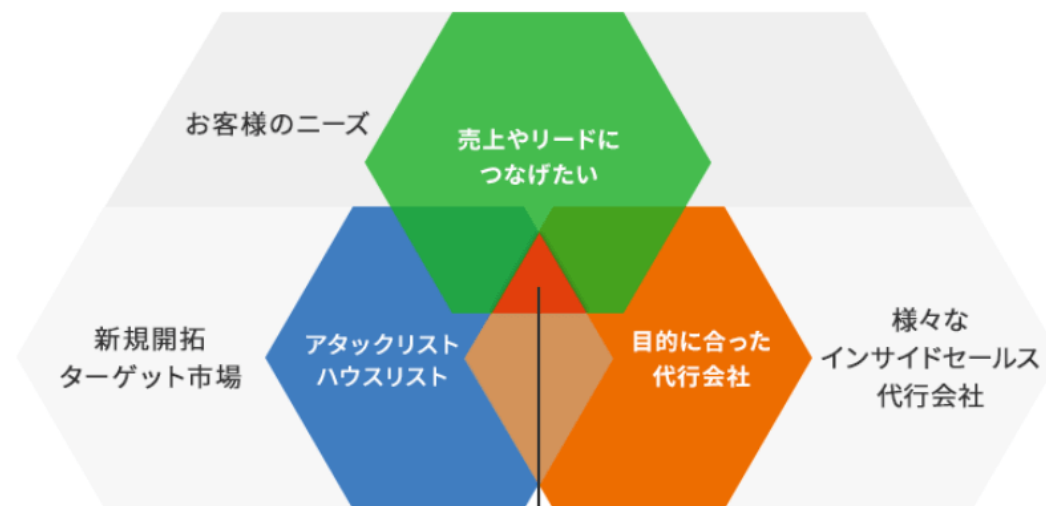 お客様のニーズ
売上やリードに
つなげたい
新規開拓
ターゲット市場
アタックリスト
ハウスリスト
目的に合った
代行会社
様々な
インサイドセールス
代行会社